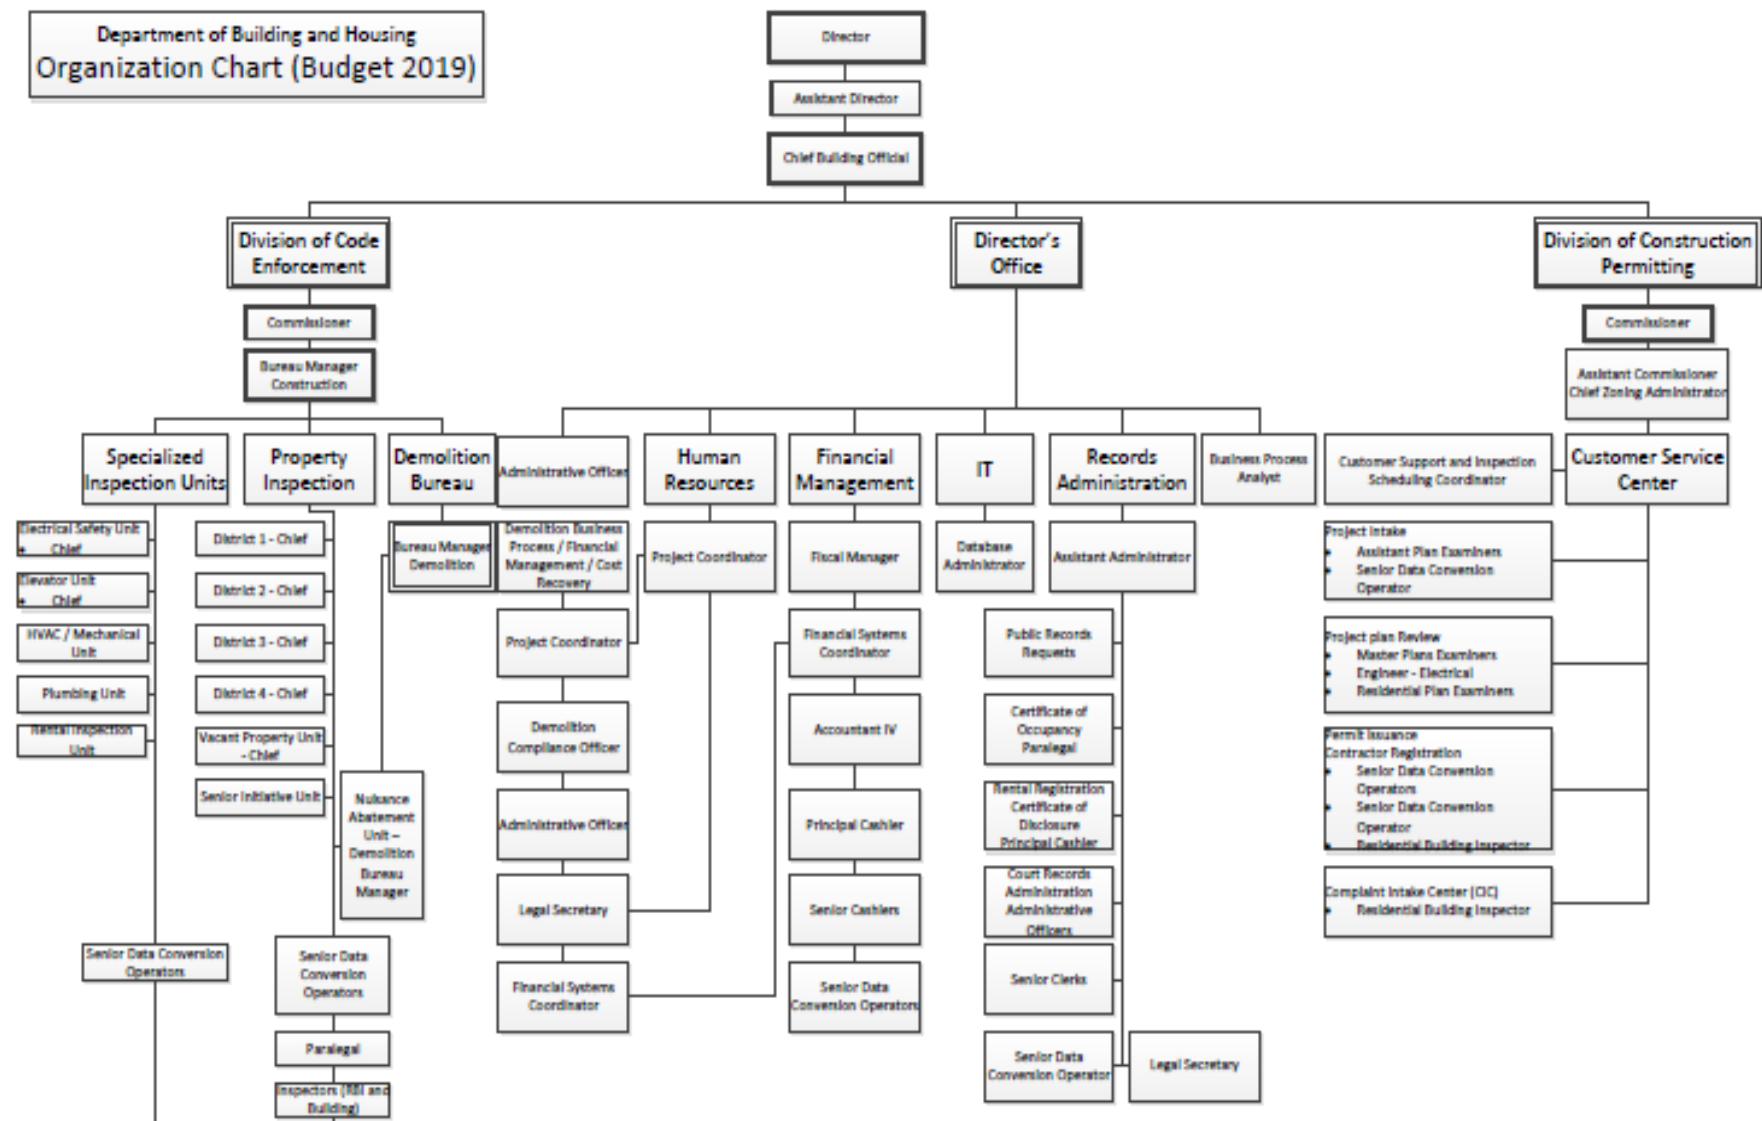 Department of Building and Housing
Organization Chart (Budget 2019)
Director
Assistant Director
Chief Building Official
Division of Code
Enforcement
Commissioner
Bureau Manager
Construction
Specialized
Inspection Units
Electrical Safety Unit
• Chief
Elevator Unit
• Chief
HVAC / Mechanical
Unit
Plumbing Unit
Rental Inspection
Unit
Senior Data Conversion
Operators
Property
Inspection
District 1 - Chief
District 2 - Chief
District 3 - Chief
District 4 - Chief
Vacant Property Unit
- Chief
Senior Initiative Unit
Senior Data
Conversion
Operators
Paralegal
Inspectors (RBI and
Building)
Demolition
Bureau
Bureau Manager
Demolition
Nuisance
Abatement
Unit –
Demolition
Bureau
Manager
Director's
Office
Administrative Officer
Demolition Business
Process / Financial
Management / Cost
Recovery
Project Coordinator
Demolition
Compliance Officer
Administrative Officer
Legal Secretary
Financial Systems
Coordinator
Human
Resources
Project Coordinator
Financial
Management
Fiscal Manager
Financial Systems
Coordinator
Accountant IV
Principal Cashier
Senior Cashiers
Senior Data
Conversion Operators
IT
Database
Administrator
Records
Administration
Assistant Administrator
Public Records
Requests
Certificate of
Occupancy
Paralegal
Rental Registration
Certificate of
Disclosure
Principal Cashier
Court Records
Administration
Administrative
Officers
Senior Clerks
Senior Data
Conversion Operator
Legal Secretary
Business Process
Analyst
Division of Construction
Permitting
Commissioner
Assistant Commissioner
Chief Zoning Administrator
Customer Support and Inspection
Scheduling Coordinator
Customer Service
Center
Project Intake
• Assistant Plan Examiners
• Senior Data Conversion
Operator
Project plan Review
• Master Plans Examiners
• Engineer - Electrical
• Residential Plan Examiners
Permit Issuance
Contractor Registration
• Senior Data Conversion
Operators
• Senior Data Conversion
Operator
• Residential Building Inspector
Complaint Intake Center (CIC)
• Residential Building Inspector